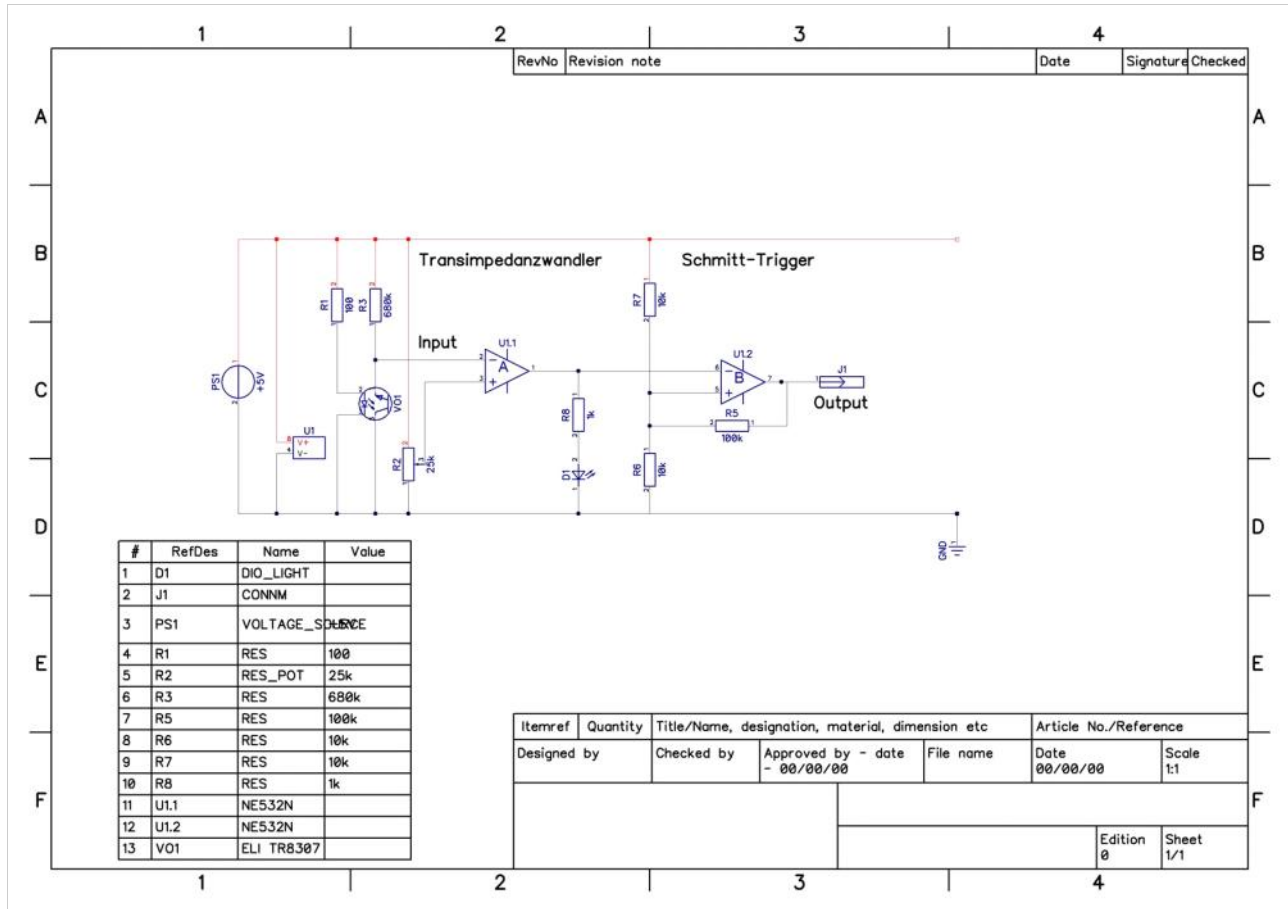 1 2 3 4
RevNo Revision note Date Signature Checked
A A
B B
Transimpedanzwandler Schmitt-Trigger
R1 100
R3 680k
R7 10k
Input
U1.1
A
U1.2
B
J1
Output
PS1 +5V
VO1
R8 1k
R5
100k
U1
V+
V-
R2 25k
D1
R6 10k
C C
D D
GND
# RefDes Name Value
1 D1 DIO_LIGHT
2 J1 CONNM
3 PS1 VOLTAGE_SOURCE +5V
4 R1 RES 100
5 R2 RES_POT 25k
6 R3 RES 680k
7 R5 RES 100k
8 R6 RES 10k
9 R7 RES 10k
10 R8 RES 1k
11 U1.1 NE532N
12 U1.2 NE532N
13 VO1 ELI TR8307
E E
Itemref Quantity Title/Name, designation, material, dimension etc Article No./Reference
Designed by Checked by Approved by - date File name Date Scale
- 00/00/00 00/00/00 1:1
F F
Edition Sheet
0 1/1
1 2 3 4